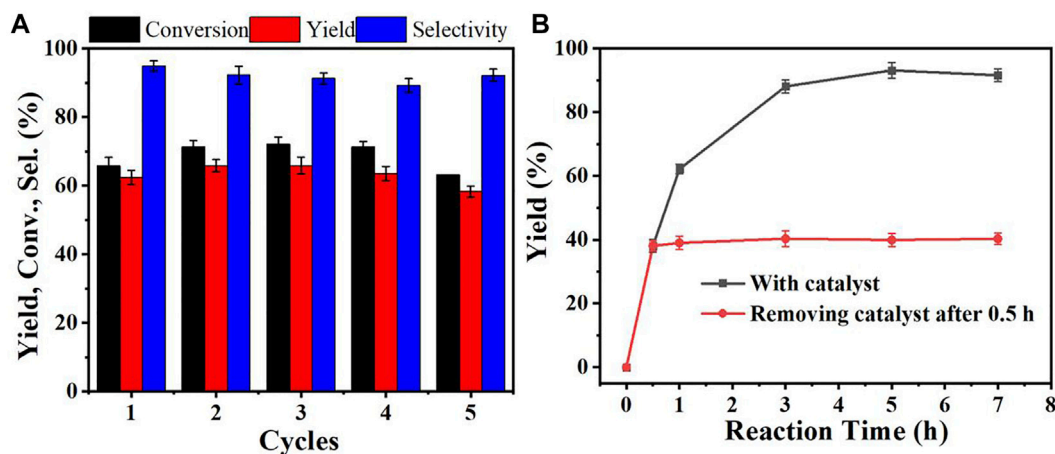 A
Conversion Yield Selectivity
Yield, Conv., Sel. (%)
100
80
60
40
20
0
1 2 3 4 5
Cycles
B
Yield (%)
100
80
60
40
20
0
With catalyst
Removing catalyst after 0.5 h
0 1 3 4 5 6 7 8
Reaction Time (h)